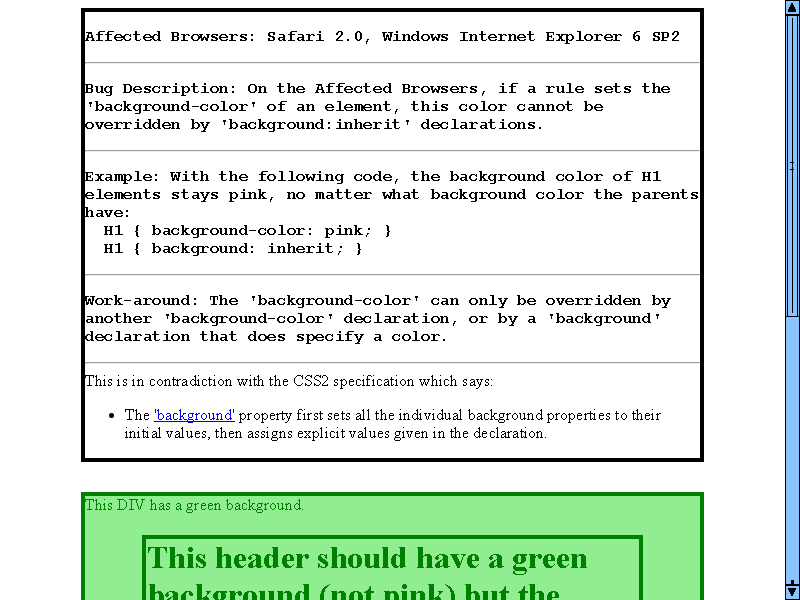 Affected Browsers: Safari 2.0, Windows Internet Explorer 6 SP2
Bug Description: On the Affected Browsers, if a rule sets the
'background-color' of an element, this color cannot be
overridden by 'background:inherit' declarations.
Example: With the following code, the background color of H1
elements stays pink, no matter what background color the parents
have:
H1 { background-color: pink; }
H1 { background: inherit; }
Work-around: The 'background-color' can only be overridden by
another 'background-color' declaration, or by a 'background'
declaration that does specify a color.
This is in contradiction with the CSS2 specification which says:
• The 'background' property first sets all the individual background properties to their
initial values, then assigns explicit values given in the declaration.
This DIV has a green background.
This header should have a green
background (not pink) but the